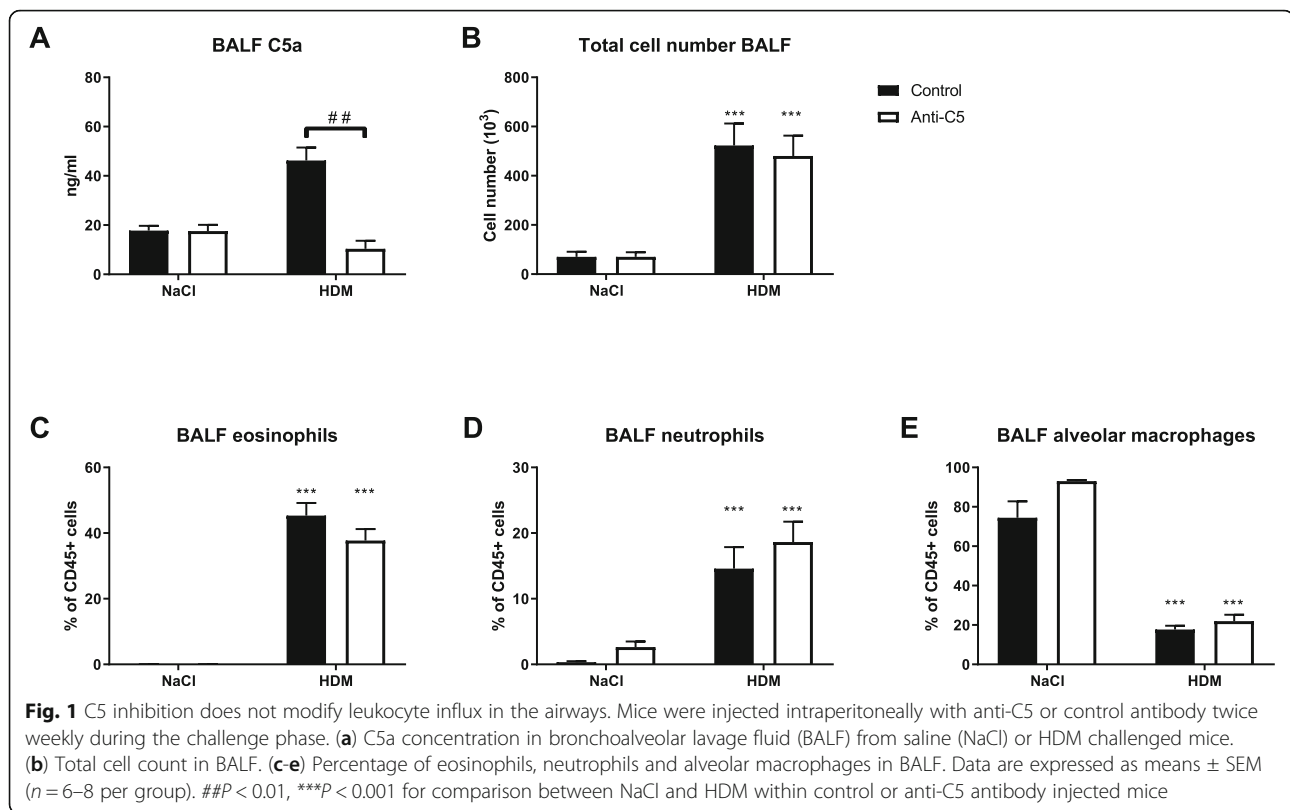 A
BALF C5a
80
60
40
20
0
ng/ml
##
NaCl
HDM
B
Total cell number BALF
800
600
400
200
0
Cell number (10³)
***
***
NaCl
HDM
Control
Anti-C5
C
BALF eosinophils
60
40
20
0
% of CD45+ cells
***
***
NaCl
HDM
D
BALF neutrophils
30
20
10
0
% of CD45+ cells
***
***
NaCl
HDM
E
BALF alveolar macrophages
100
80
60
40
20
0
% of CD45+ cells
***
***
NaCl
HDM
Fig. 1 C5 inhibition does not modify leukocyte influx in the airways. Mice were injected intraperitoneally with anti-C5 or control antibody twice
weekly during the challenge phase. (a) C5a concentration in bronchoalveolar lavage fluid (BALF) from saline (NaCl) or HDM challenged mice.
(b) Total cell count in BALF. (c-e) Percentage of eosinophils, neutrophils and alveolar macrophages in BALF. Data are expressed as means ± SEM
(n = 6–8 per group). ##P < 0.01, ***P < 0.001 for comparison between NaCl and HDM within control or anti-C5 antibody injected mice